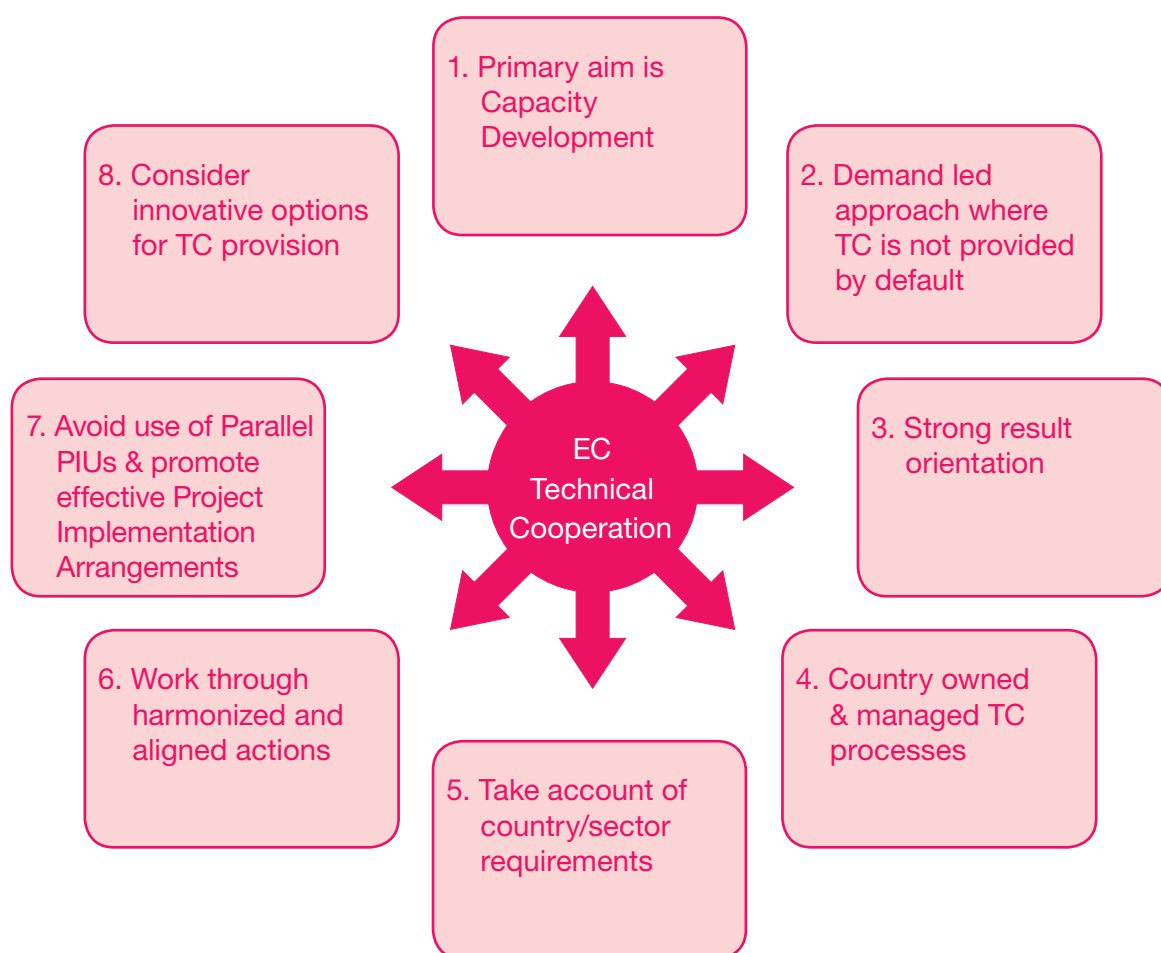 1. Primary aim is
Capacity
Development
2. Demand led
approach where
TC is not provided
by default
3. Strong result
orientation
4. Country owned
& managed TC
processes
5. Take account of
country/sector
requirements
6. Work through
harmonized and
aligned actions
7. Avoid use of Parallel
PIUs & promote
effective Project
Implementation
Arrangements
8. Consider
innovative options
for TC provision
EC
Technical
Cooperation